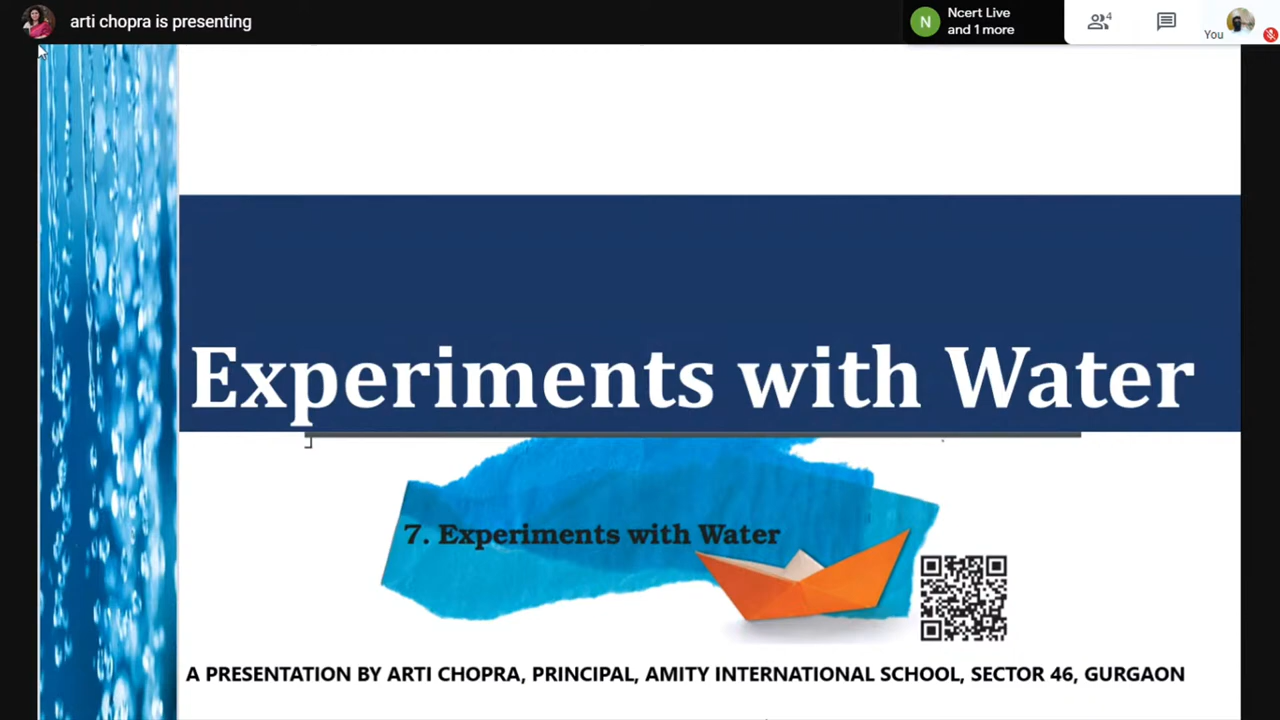 arti chopra is presenting
N
Ncert Live
and 1 more
4
You
Experiments with Water
7. Experiments with Water
A PRESENTATION BY ARTI CHOPRA, PRINCIPAL, AMITY INTERNATIONAL SCHOOL, SECTOR 46, GURGAON